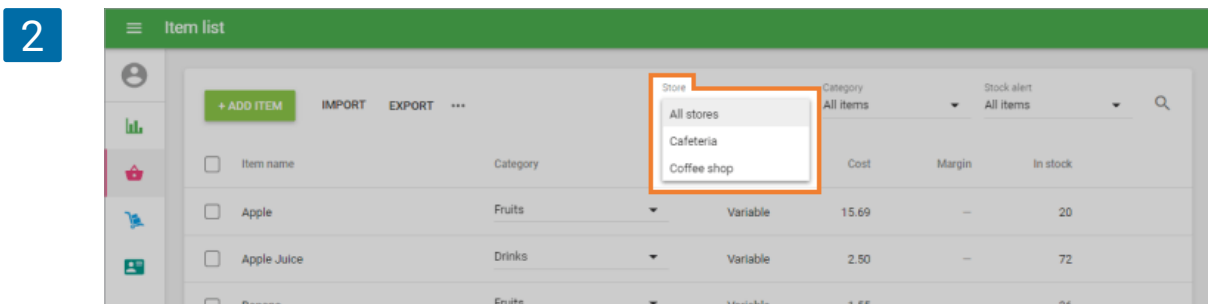 2
Item list
Store
Category
Stock alert
+ ADD ITEM
IMPORT
EXPORT
•••
All stores
Cafeteria
Coffee shop
All items
All items
Item name
Category
Cost
Margin
In stock
Apple
Fruits
Variable
15.69
—
20
Apple Juice
Drinks
Variable
2.50
—
72
Fruits